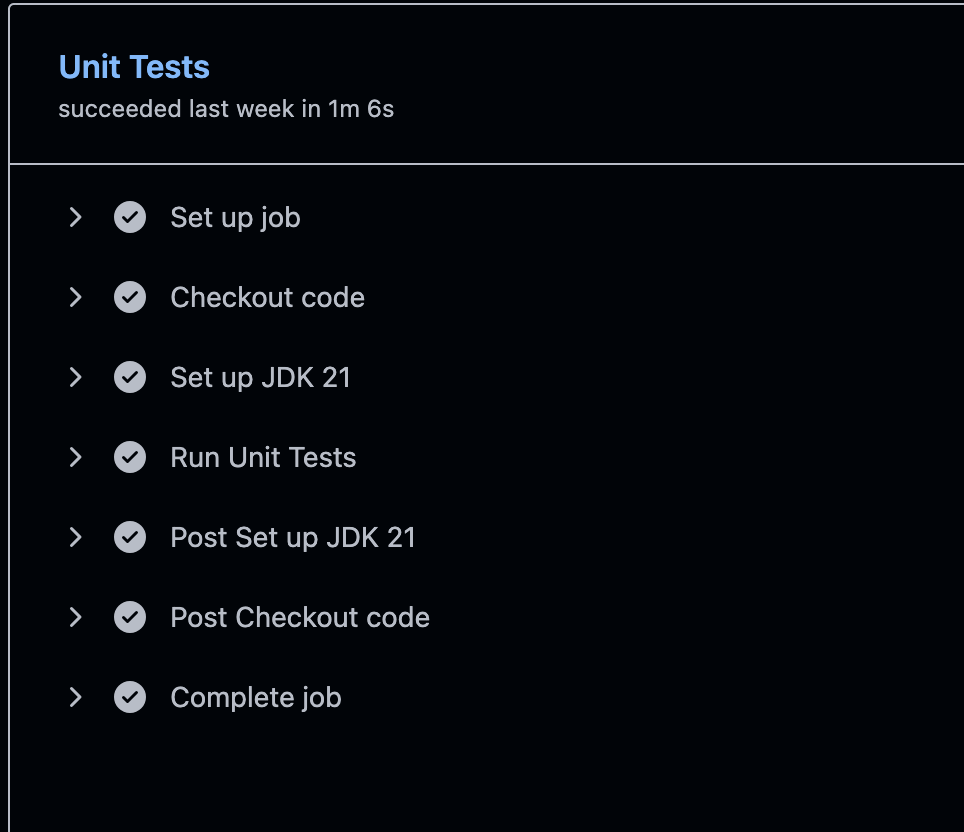 Unit Tests
succeeded last week in 1m 6s
Set up job
Checkout code
Set up JDK 21
Run Unit Tests
Post Set up JDK 21
Post Checkout code
Complete job